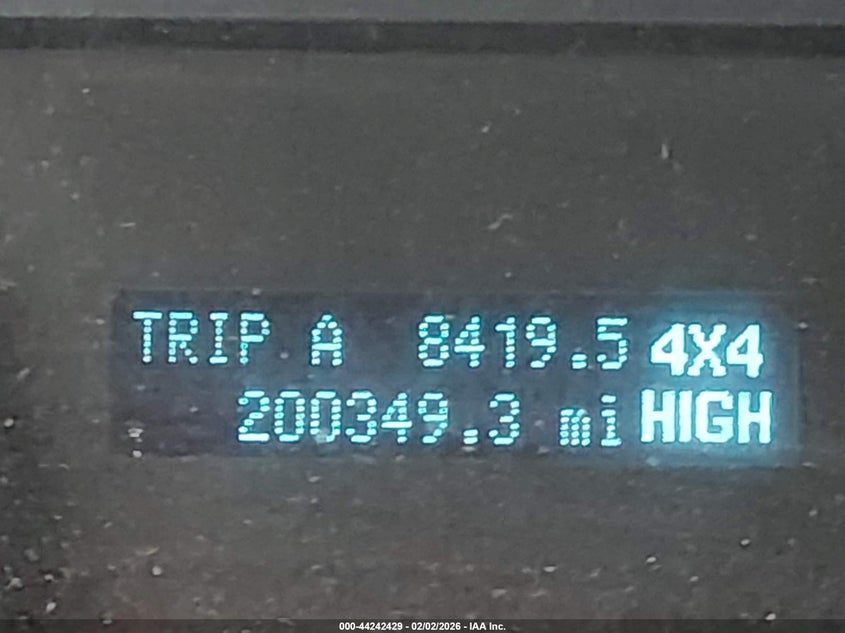 TRIP A 8419.5 4X4
200349.3 mi HIGH
000-44242429 - 02/02/2026 - IAA Inc.